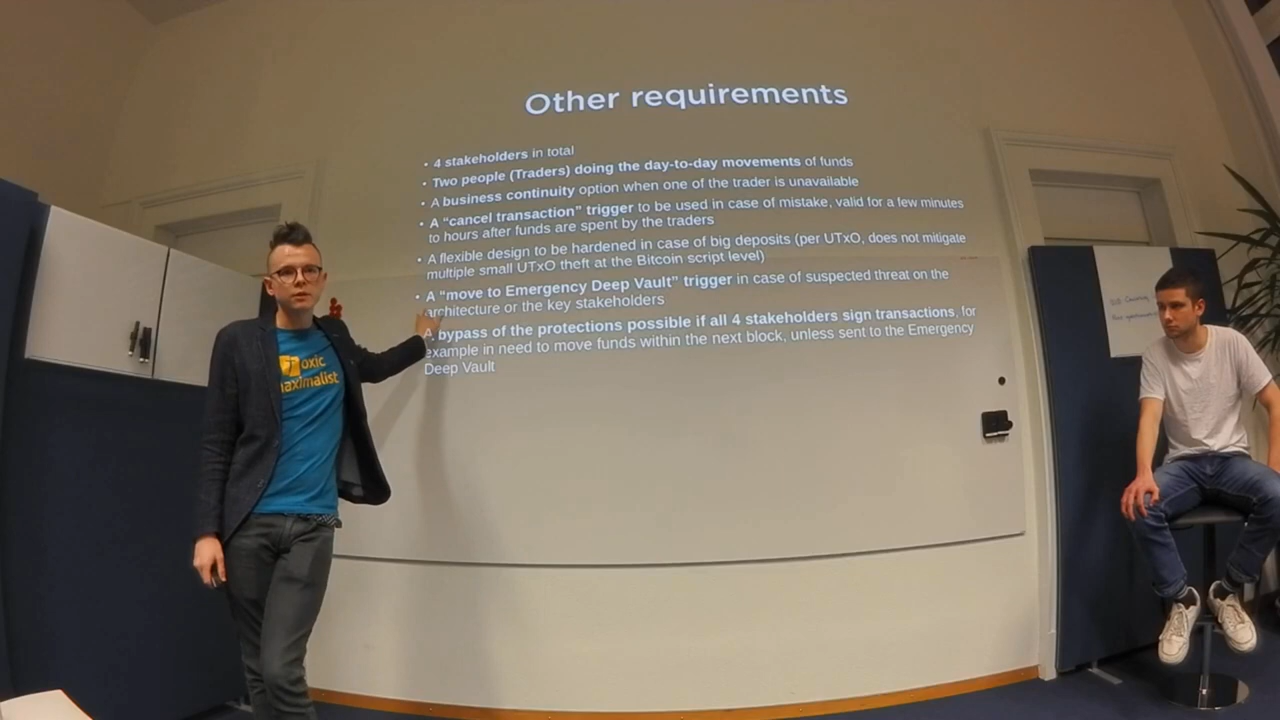 Other requirements
• 4 stakeholders in total
• Two people (Traders) doing the day-to-day movements of funds
• A business continuity option when one of the trader is unavailable
• A “cancel transaction” trigger to be used in case of mistake, valid for a few minutes
to hours after funds are spent by the traders
• A flexible design to be hardened in case of big deposits (per UTxO, does not mitigate
multiple small UTxO theft at the Bitcoin script level)
• A “move to Emergency Deep Vault” trigger in case of suspected threat on the
architecture or the key stakeholders
A bypass of the protections possible if all 4 stakeholders sign transactions, for
example in need to move funds within the next block, unless sent to the Emergency
Deep Vault
oxic
maximalist